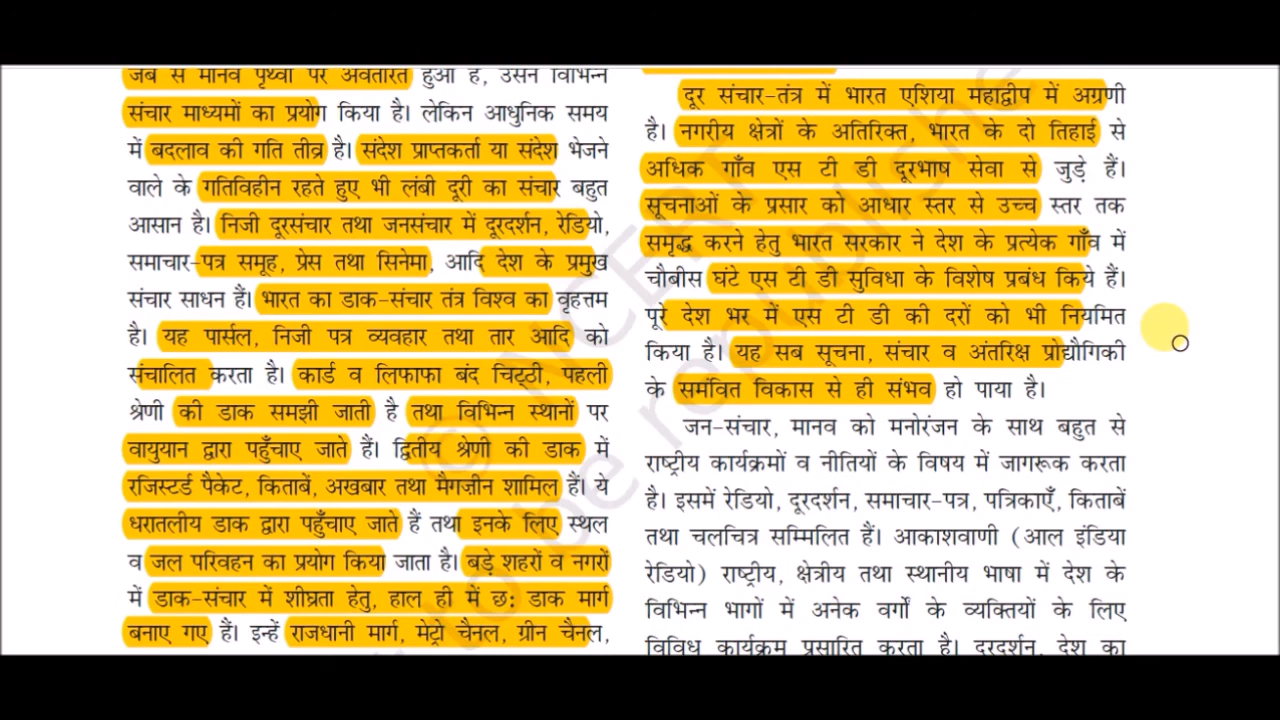 जब से मानव पृथ्वी पर अवतरित हुआ है, उसने विभिन्न
संचार माध्यमों का प्रयोग किया है। लेकिन आधुनिक समय
में बदलाव की गति तीव्र है। संदेश प्राप्तकर्ता या संदेश भेजने
वाले के गतिविहीन रहते हुए भी लंबी दूरी का संचार बहुत
आसान है। निजी दूरसंचार तथा जनसंचार में दूरदर्शन, रेडियो,
समाचार-पत्र समूह, प्रेस तथा सिनेमा, आदि देश के प्रमुख
संचार साधन हैं। भारत का डाक-संचार तंत्र विश्व का वृहत्तम
है। यह पार्सल, निजी पत्र व्यवहार तथा तार आदि को
संचालित करता है। कार्ड व लिफाफा बंद चिट्ठी, पहली
श्रेणी की डाक समझी जाती है तथा विभिन्न स्थानों पर
वायुयान द्वारा पहुँचाए जाते हैं। द्वितीय श्रेणी की डाक में
रजिस्टर्ड पैकेट, किताबें, अखबार तथा मैगज़ीन शामिल हैं। ये
धरातलीय डाक द्वारा पहुँचाए जाते हैं तथा इनके लिए स्थल
व जल परिवहन का प्रयोग किया जाता है। बड़े शहरों व नगरों
में डाक-संचार में शीघ्रता हेतु, हाल ही में छः डाक मार्ग
बनाए गए हैं। इन्हें राजधानी मार्ग, मेट्रो चैनल, ग्रीन चैनल,
दूर संचार-तंत्र में भारत एशिया महाद्वीप में अग्रणी
है। नगरीय क्षेत्रों के अतिरिक्त, भारत के दो तिहाई से
अधिक गाँव एस टी डी दूरभाष सेवा से जुड़े हैं।
सूचनाओं के प्रसार को आधार स्तर से उच्च स्तर तक
समृद्ध करने हेतु भारत सरकार ने देश के प्रत्येक गाँव में
चौबीस घंटे एस टी डी सुविधा के विशेष प्रबंध किये हैं।
पूरे देश भर में एस टी डी की दरों को भी नियमित
किया है। यह सब सूचना, संचार व अंतरिक्ष प्रौद्योगिकी
के समंवित विकास से ही संभव हो पाया है।
जन-संचार, मानव को मनोरंजन के साथ बहुत से
राष्ट्रीय कार्यक्रमों व नीतियों के विषय में जागरूक करता
है। इसमें रेडियो, दूरदर्शन, समाचार-पत्र, पत्रिकाएँ, किताबें
तथा चलचित्र सम्मिलित हैं। आकाशवाणी (आल इंडिया
रेडियो) राष्ट्रीय, क्षेत्रीय तथा स्थानीय भाषा में देश के
विभिन्न भागों में अनेक वर्गों के व्यक्तियों के लिए
विविध कार्यक्रम प्रसारित करता है। दूरदर्शन, देश का